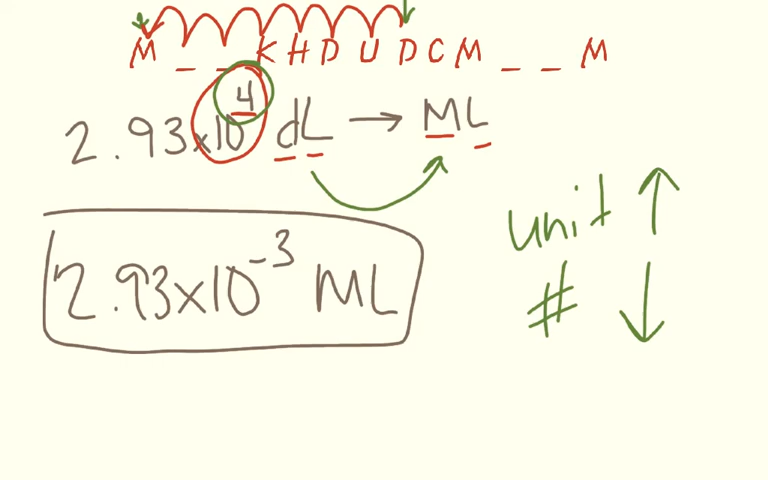 M _ _ K H D U D C M _ _ M
2.93x10⁴ dL → ML
unit ↑
2.93x10⁻³ ML
# ↓